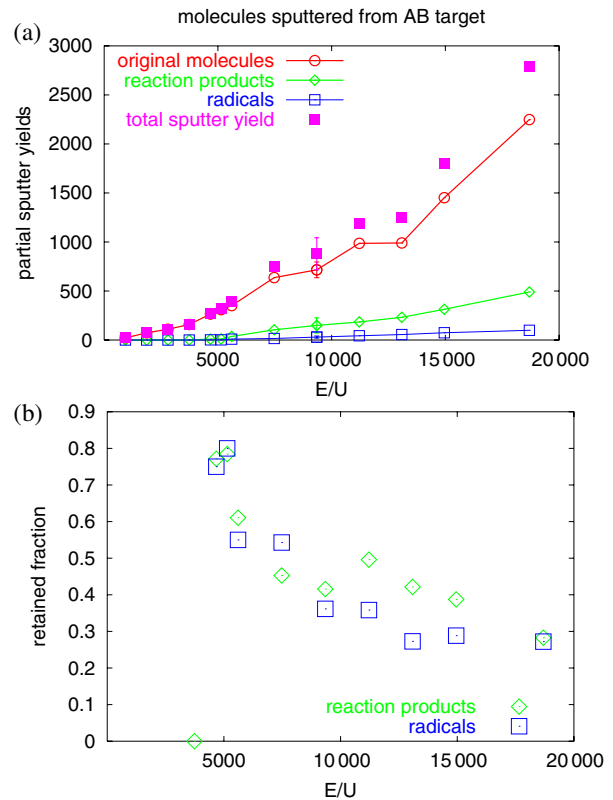 molecules sputtered from AB target
(a)
3000
2500
2000
1500
1000
500
0
partial sputter yields
original molecules
reaction products
radicals
total sputter yield
5000
10 000
15 000
20 000
E/U
(b)
0.9
0.8
0.7
0.6
0.5
0.4
0.3
0.2
0.1
0
retained fraction
reaction products
radicals
5000
10 000
15 000
20 000
E/U